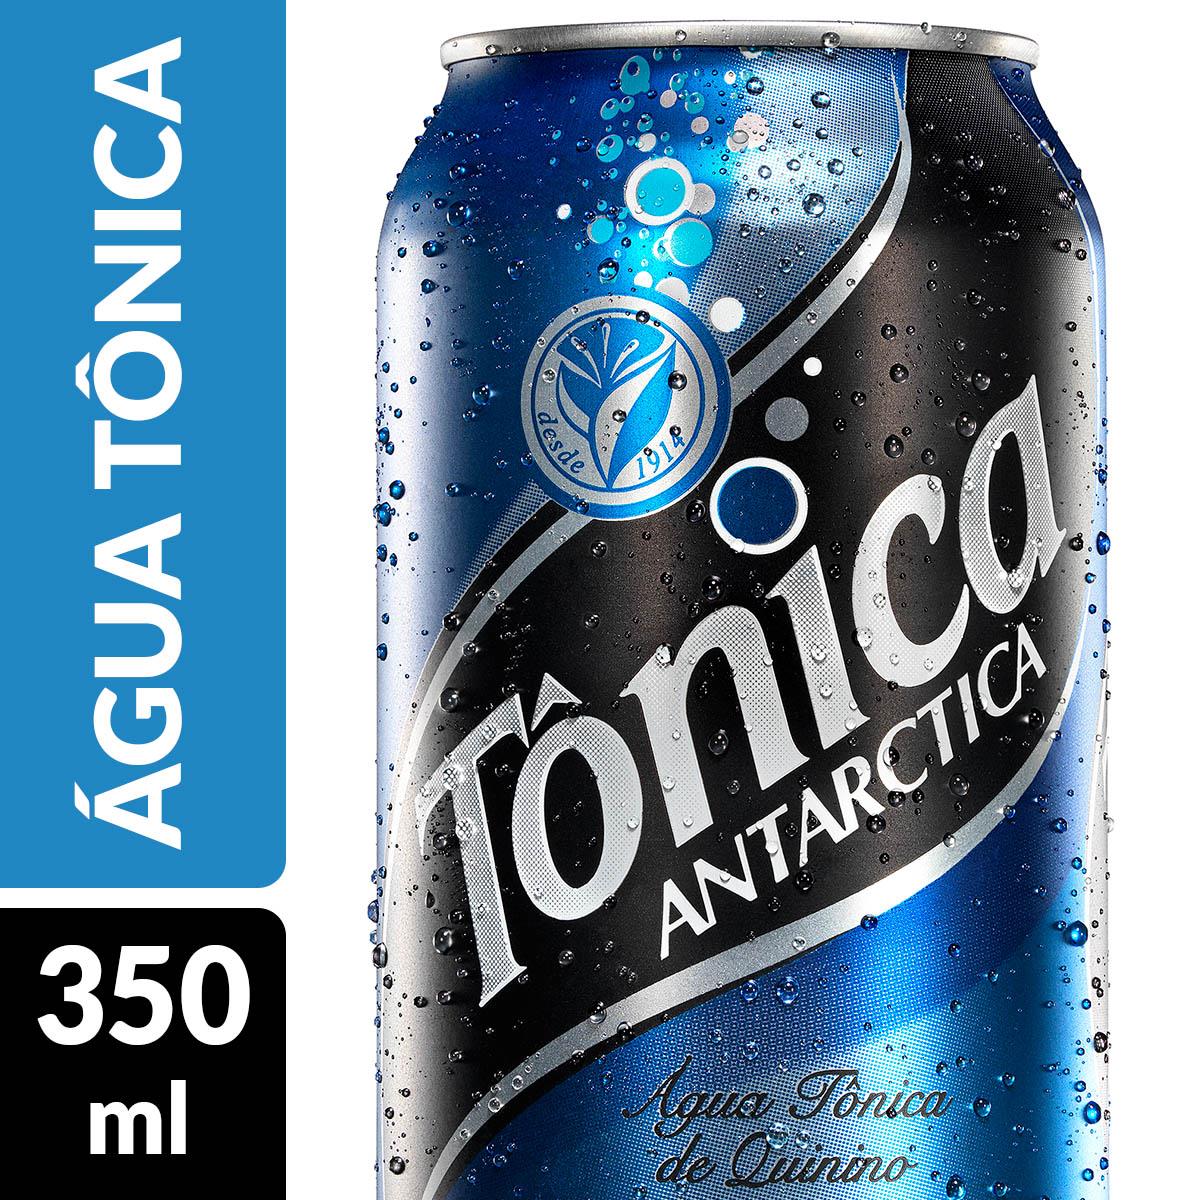 ÁGUA TÔNICA
350
ml
desde 1914
Tônica
ANTARCTICA
Água Tônica
de Quinino